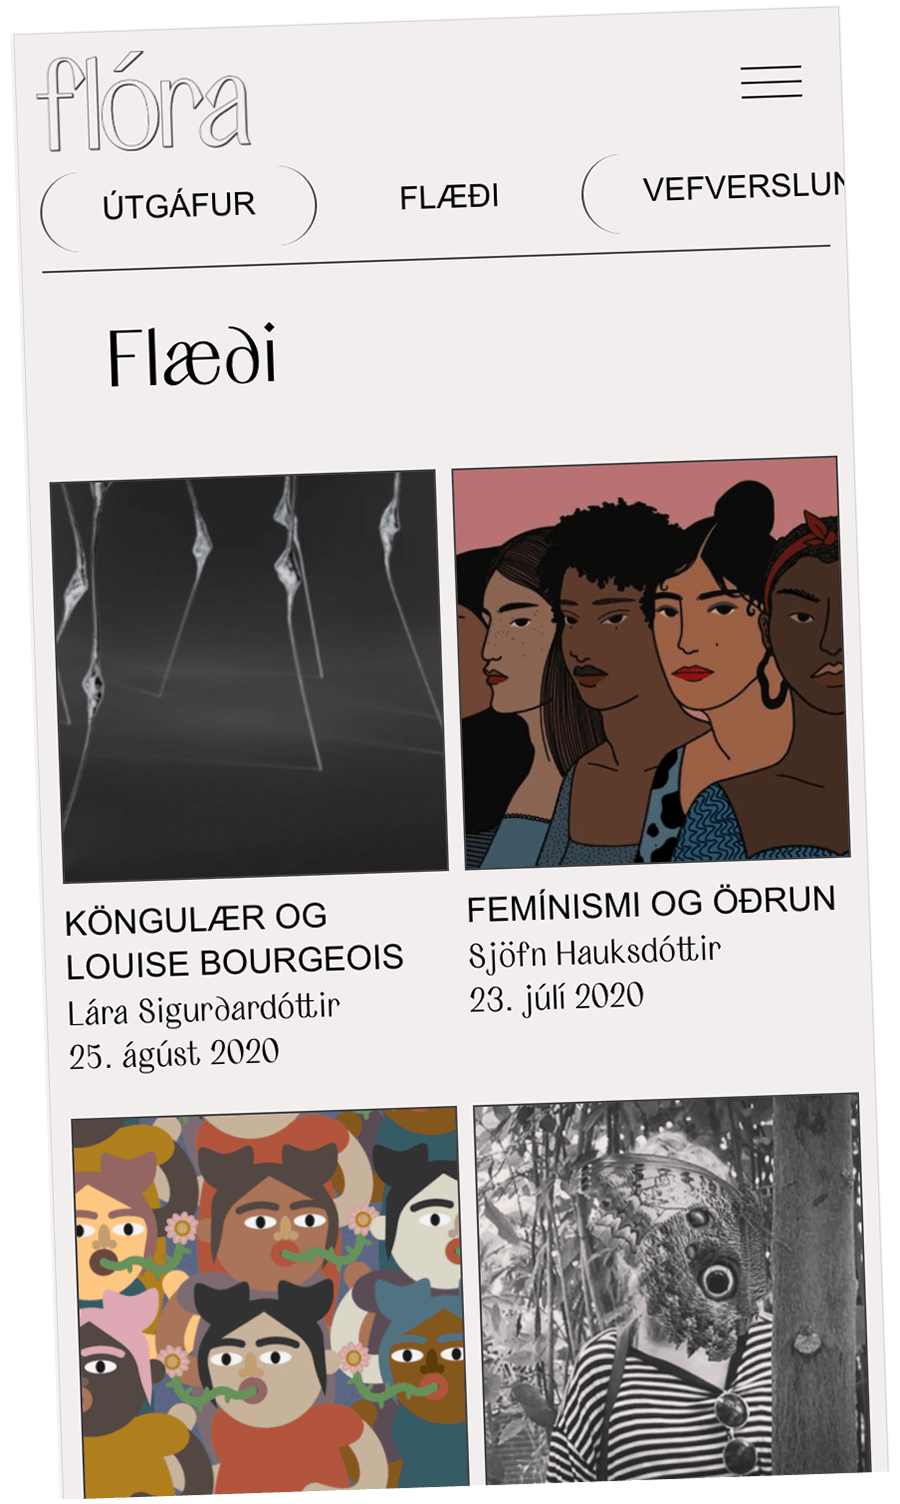 flóra
ÚTGÁFUR
FLÆÐI
VEFVERSLUN
Flæði
KÖNGULÆR OG
LOUISE BOURGEOIS
Lára Sigurðardóttir
25. ágúst 2020
FEMÍNISMI OG ÖÐRUN
Sjöfn Hauksdóttir
23. júlí 2020